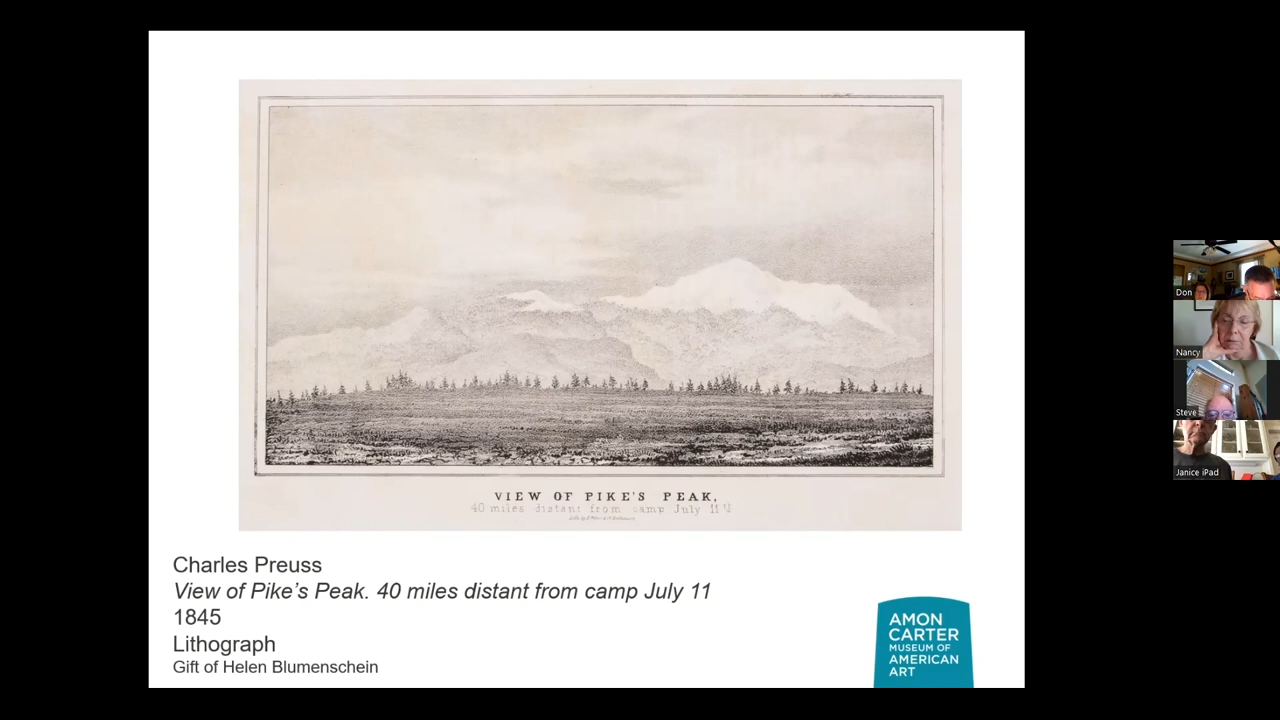 VIEW OF PIKE'S PEAK,
40 miles distant from camp July 11th
Charles Preuss
View of Pike's Peak. 40 miles distant from camp July 11
1845
Lithograph
Gift of Helen Blumenschein
AMON
CARTER
MUSEUM OF
AMERICAN
ART
Don
Nancy
Steve
Janice iPad